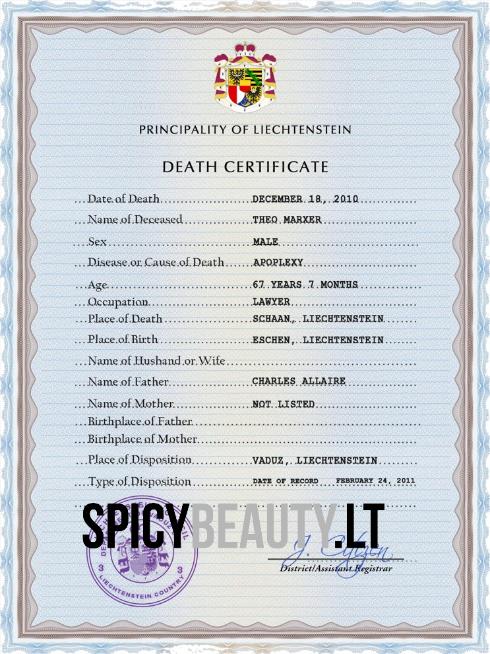 PRINCIPALITY OF LIECHTENSTEIN
DEATH CERTIFICATE
Date of Death DECEMBER 18, 2010
Name of Deceased THEO MARXER
Sex MALE
Disease or Cause of Death APOPLEXY
Age 67 YEARS 7 MONTHS
Occupation LAWYER
Place of Death SCHAAN, LIECHTENSTEIN
Place of Birth ESCHEN, LIECHTENSTEIN
Name of Husband or Wife
Name of Father CHARLES ALLAIRE
Name of Mother NOT LISTED
Birthplace of Father
Birthplace of Mother
Place of Disposition VADUZ, LIECHTENSTEIN
Type of Disposition DATE OF RECORD FEBRUARY 24, 2011
SPICYBEAUTY.LT
3 3
LIECHTENSTEIN COUNTRY
District/Assistant Registrar